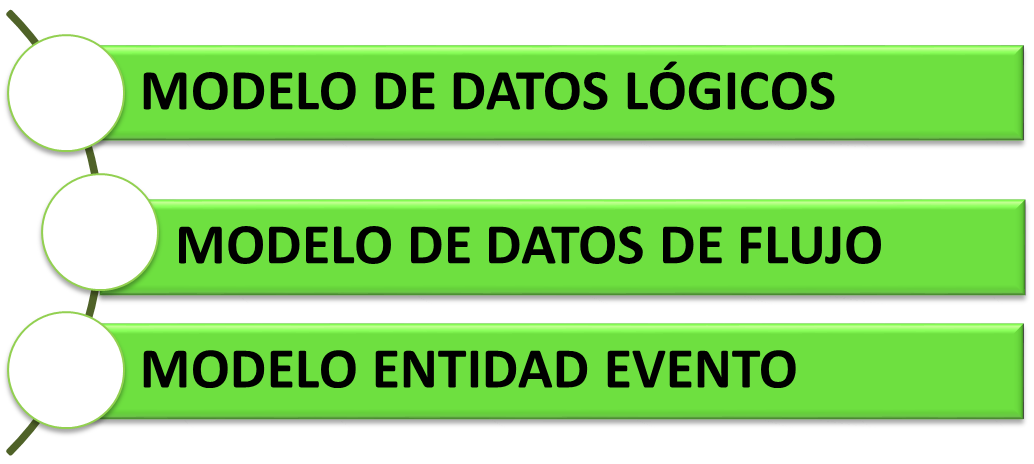 MODELO DE DATOS LÓGICOS
MODELO DE DATOS DE FLUJO
MODELO ENTIDAD EVENTO